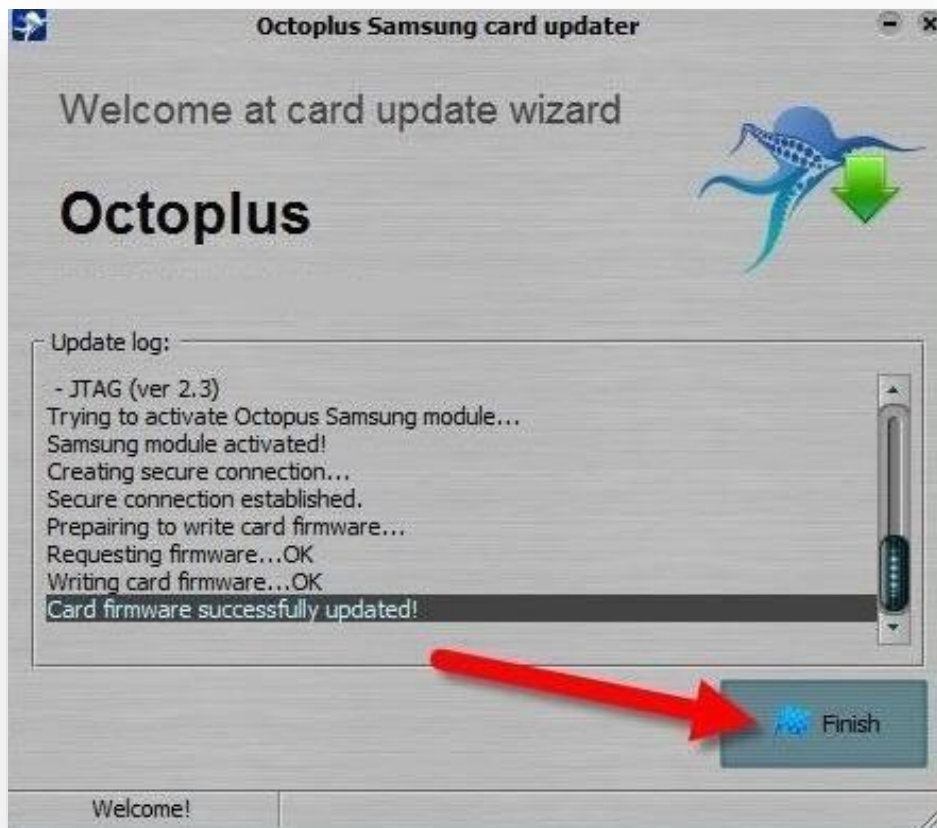 Octoplus Samsung card updater
Welcome at card update wizard
Octoplus
Update log:
- JTAG (ver 2.3)
Trying to activate Octopus Samsung module...
Samsung module activated!
Creating secure connection...
Secure connection established.
Prepairing to write card firmware...
Requesting firmware...OK
Writing card firmware...OK
Card firmware successfully updated!
Finish
Welcome!